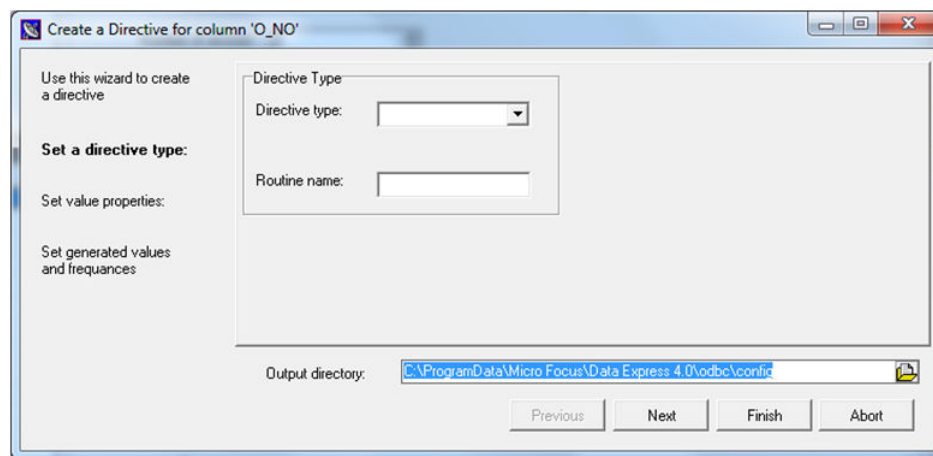 Create a Directive for column 'O_NO'
Use this wizard to create
a directive
Set a directive type:
Set value properties:
Set generated values
and frequances
Directive Type
Directive type:
Routine name:
Output directory:
C:\ProgramData\Micro Focus\Data Express 4.0\odbc\config
Previous
Next
Finish
Abort